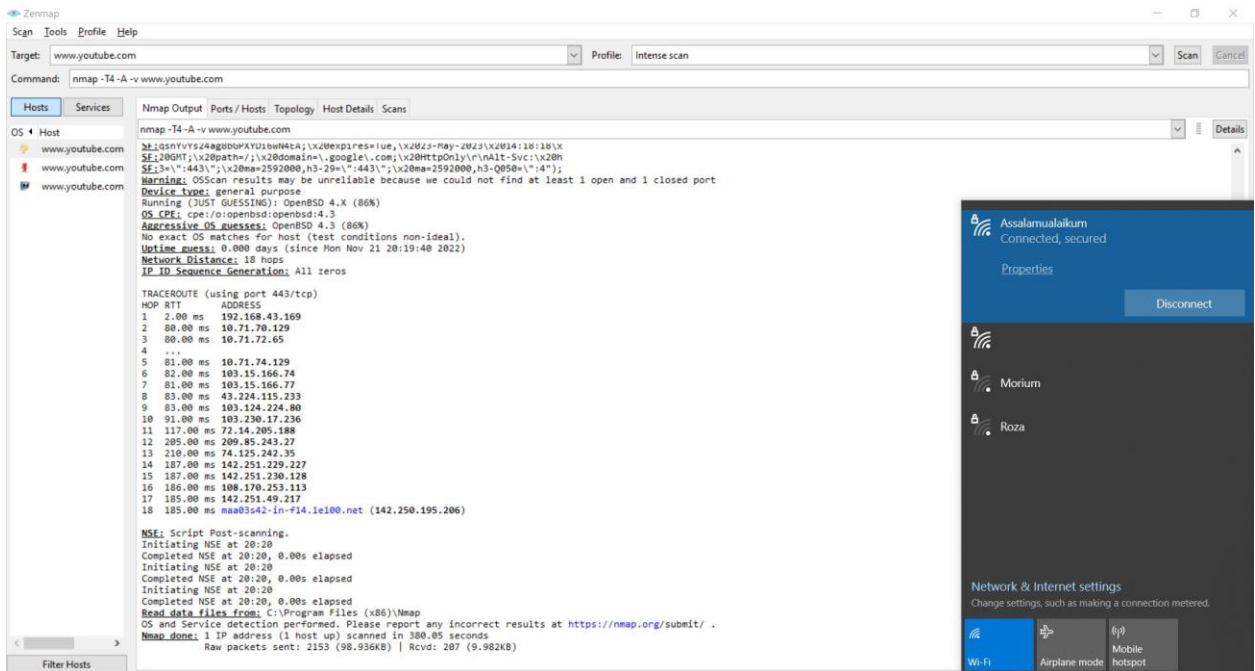 Zenmap
Scan Tools Profile Help
Target: www.youtube.com Profile: Intense scan Scan Cancel
Command: nmap -T4 -A -v www.youtube.com
Hosts Services
Nmap Output Ports / Hosts Topology Host Details Scans
OS Host
nmap -T4 -A -v www.youtube.com Details
www.youtube.com
www.youtube.com
www.youtube.com
SF:20GMT;\x20path=/;\x20domain=\.google\.com;\x20HttpOnly\r\nAlt-Svc:\x20h
SF:3=\":443\";\x20ma=2592000,h3-29=\":443\";\x20ma=2592000,h3-Q050=\":4");
Warning: OSScan results may be unreliable because we could not find at least 1 open and 1 closed port
Device type: general purpose
Running (JUST GUESSING): OpenBSD 4.X (86%)
OS CPE: cpe:/o:openbsd:openbsd:4.3
Aggressive OS guesses: OpenBSD 4.3 (86%)
No exact OS matches for host (test conditions non-ideal).
Uptime guess: 0.000 days (since Mon Nov 21 20:19:40 2022)
Network Distance: 18 hops
IP ID Sequence Generation: All zeros
TRACEROUTE (using port 443/tcp)
HOP RTT ADDRESS
1 2.00 ms 192.168.43.169
2 80.00 ms 10.71.70.129
3 80.00 ms 10.71.72.65
4 ...
5 81.00 ms 10.71.74.129
6 82.00 ms 103.15.166.74
7 81.00 ms 103.15.166.77
8 83.00 ms 43.224.115.233
9 83.00 ms 103.124.224.80
10 91.00 ms 103.230.17.236
11 117.00 ms 72.14.205.188
12 205.00 ms 209.85.243.27
13 210.00 ms 74.125.242.35
14 187.00 ms 142.251.229.227
15 187.00 ms 142.251.230.128
16 186.00 ms 108.170.253.113
17 185.00 ms 142.251.49.217
18 185.00 ms maa03s42-in-f14.1e100.net (142.250.195.206)
NSE: Script Post-scanning.
Initiating NSE at 20:20
Completed NSE at 20:20, 0.00s elapsed
Initiating NSE at 20:20
Completed NSE at 20:20, 0.00s elapsed
Initiating NSE at 20:20
Completed NSE at 20:20, 0.00s elapsed
Read data files from: C:\Program Files (x86)\Nmap
OS and Service detection performed. Please report any incorrect results at https://nmap.org/submit/ .
Nmap done: 1 IP address (1 host up) scanned in 380.05 seconds
Raw packets sent: 2153 (98.936KB) | Rcvd: 207 (9.982KB)
Filter Hosts
Assalamualaikum
Connected, secured
Properties
Disconnect
Morium
Roza
Network & Internet settings
Change settings, such as making a connection metered.
Wi-Fi
Airplane mode
Mobile
hotspot